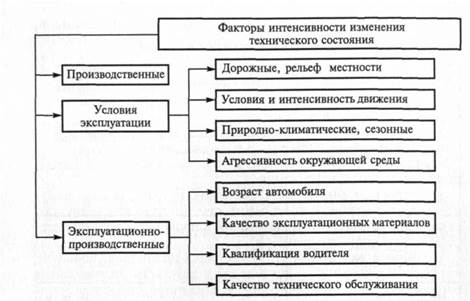 Факторы интенсивности изменения
технического состояния
Производственные
Условия
эксплуатации
Дорожные, рельеф местности
Условия и интенсивность движения
Природно-климатические, сезонные
Агрессивность окружающей среды
Эксплуатационно-
производственные
Возраст автомобиля
Качество эксплуатационных материалов
Квалификация водителя
Качество технического обслуживания